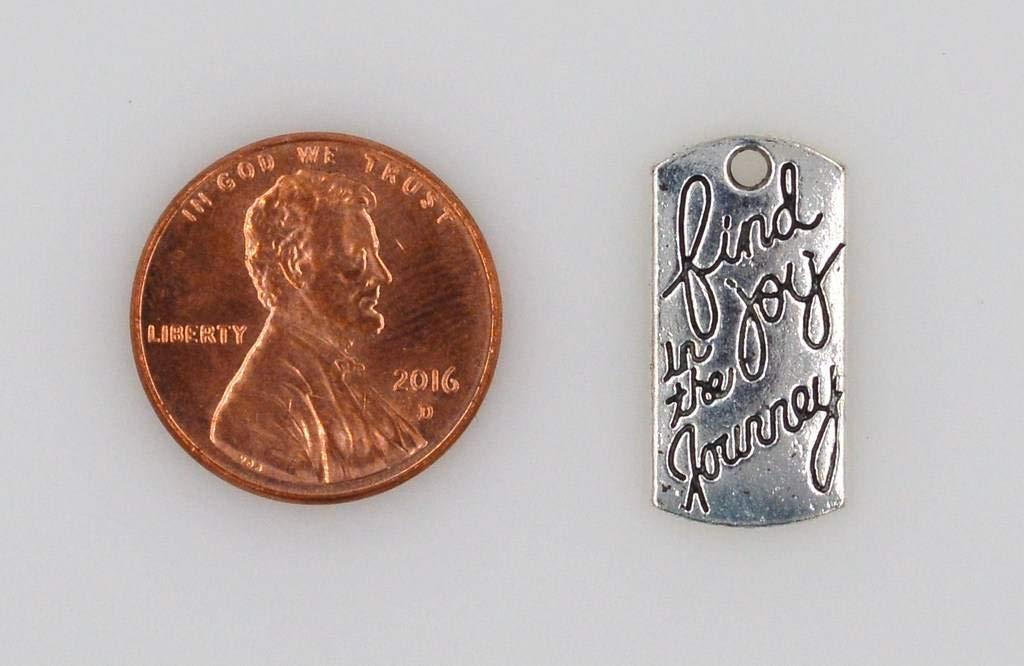 IN GOD WE TRUST
LIBERTY
2016
D
find
joy
in
the
Journey